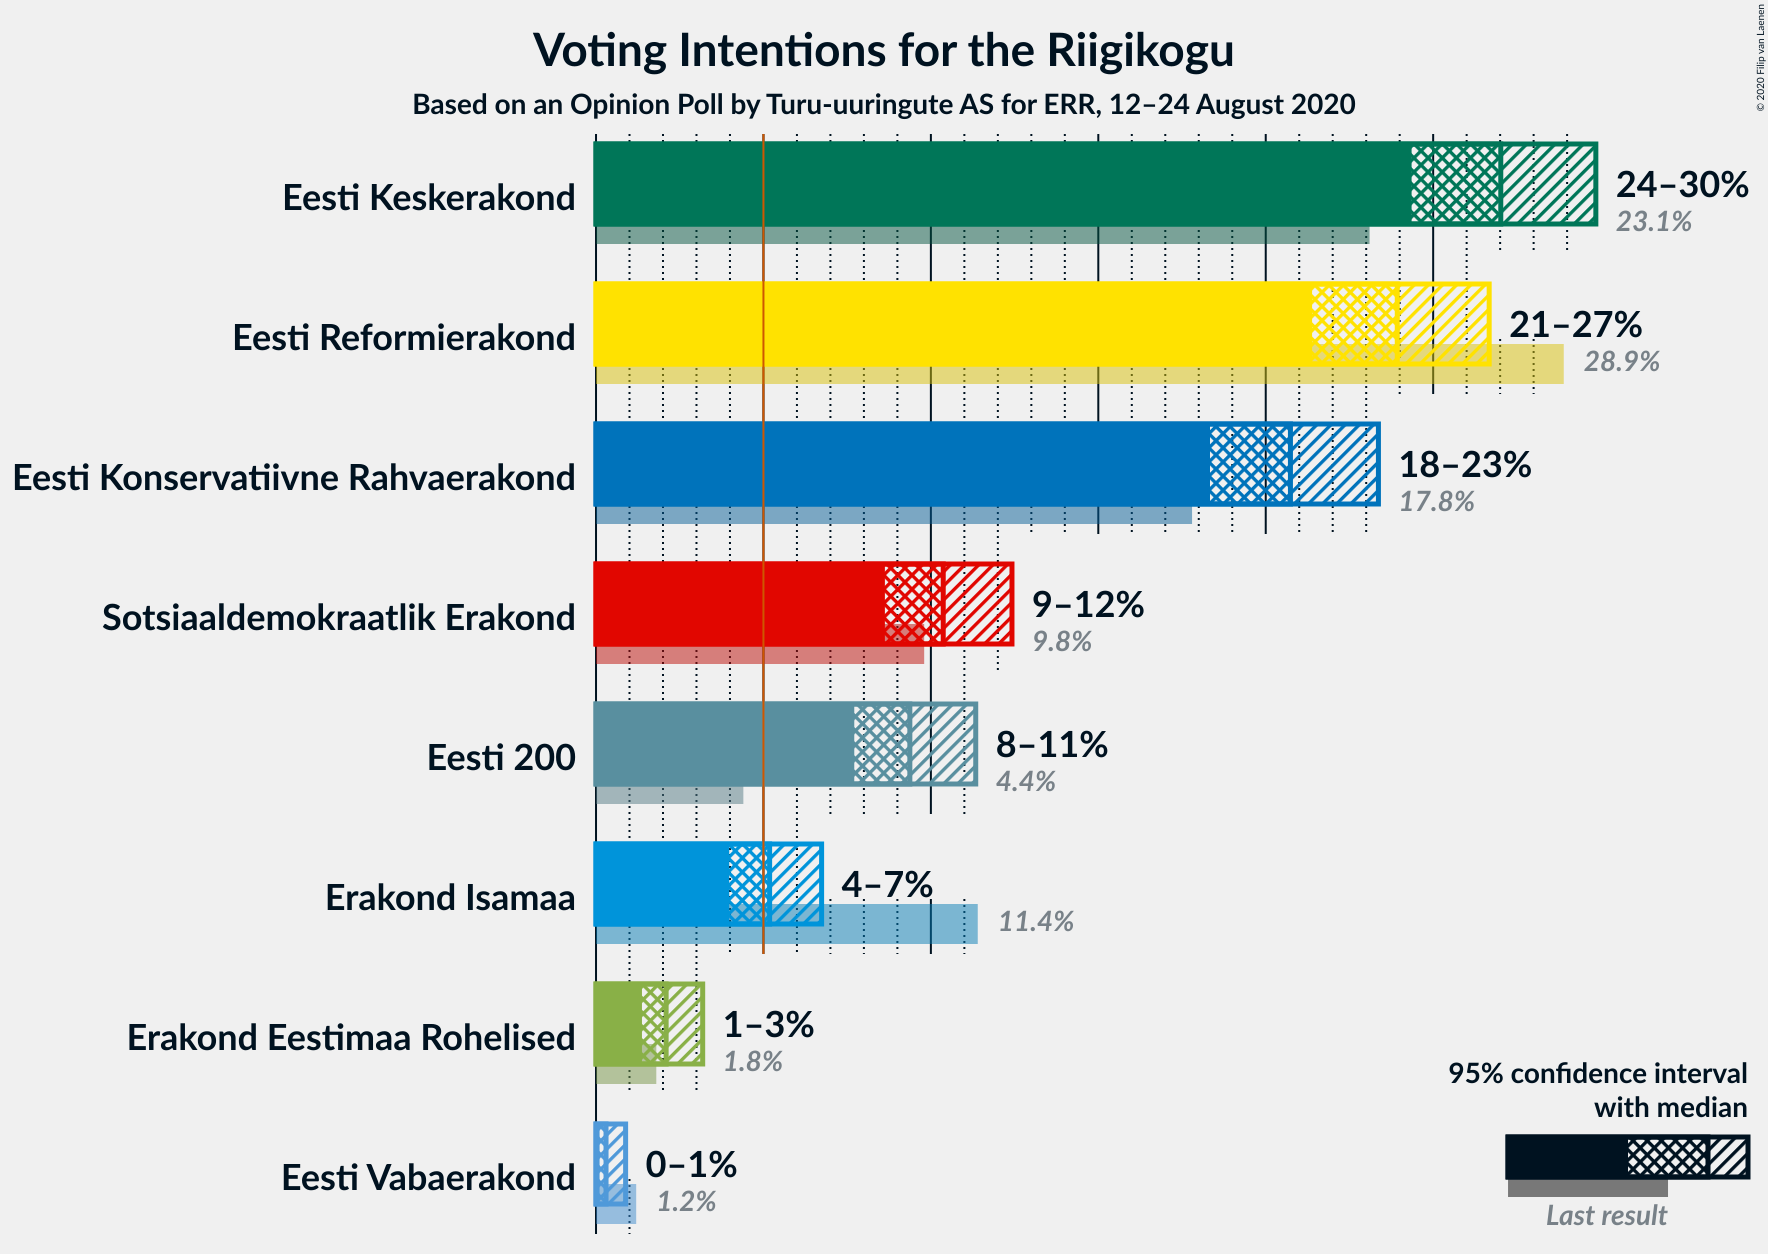 Voting Intentions for the Riigikogu
Based on an Opinion Poll by Turu-uuringute AS for ERR, 12–24 August 2020
© 2020 Filip van Laenen
Eesti Keskerakond
24–30%
23.1%
Eesti Reformierakond
21–27%
28.9%
Eesti Konservatiivne Rahvaerakond
18–23%
17.8%
Sotsiaaldemokraatlik Erakond
9–12%
9.8%
Eesti 200
8–11%
4.4%
Erakond Isamaa
4–7%
11.4%
Erakond Eestimaa Rohelised
1–3%
1.8%
Eesti Vabaerakond
0–1%
1.2%
95% confidence interval
with median
Last result